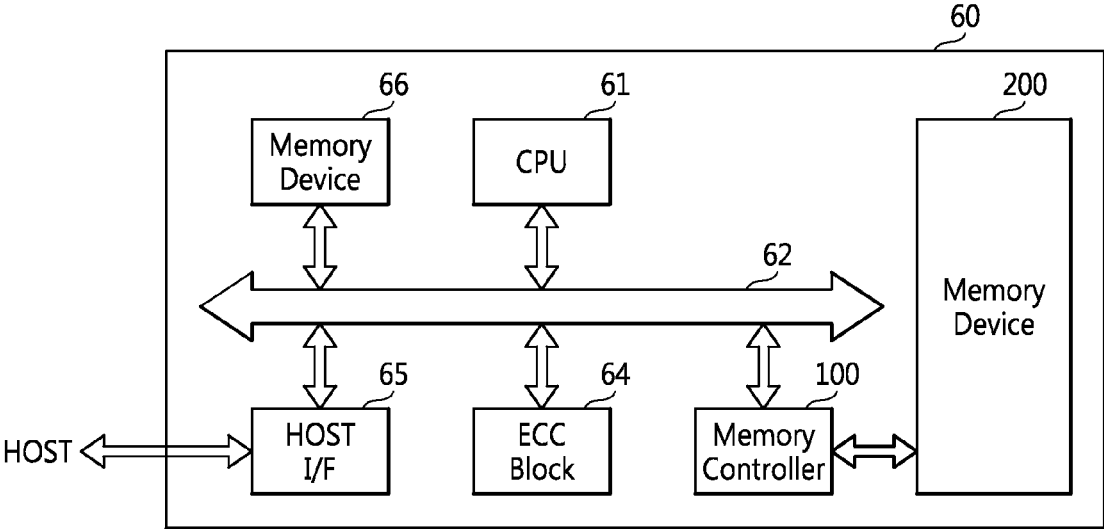 60
66
61
200
Memory
Device
CPU
62
Memory
Device
65
64
100
HOST
HOST
I/F
ECC
Block
Memory
Controller